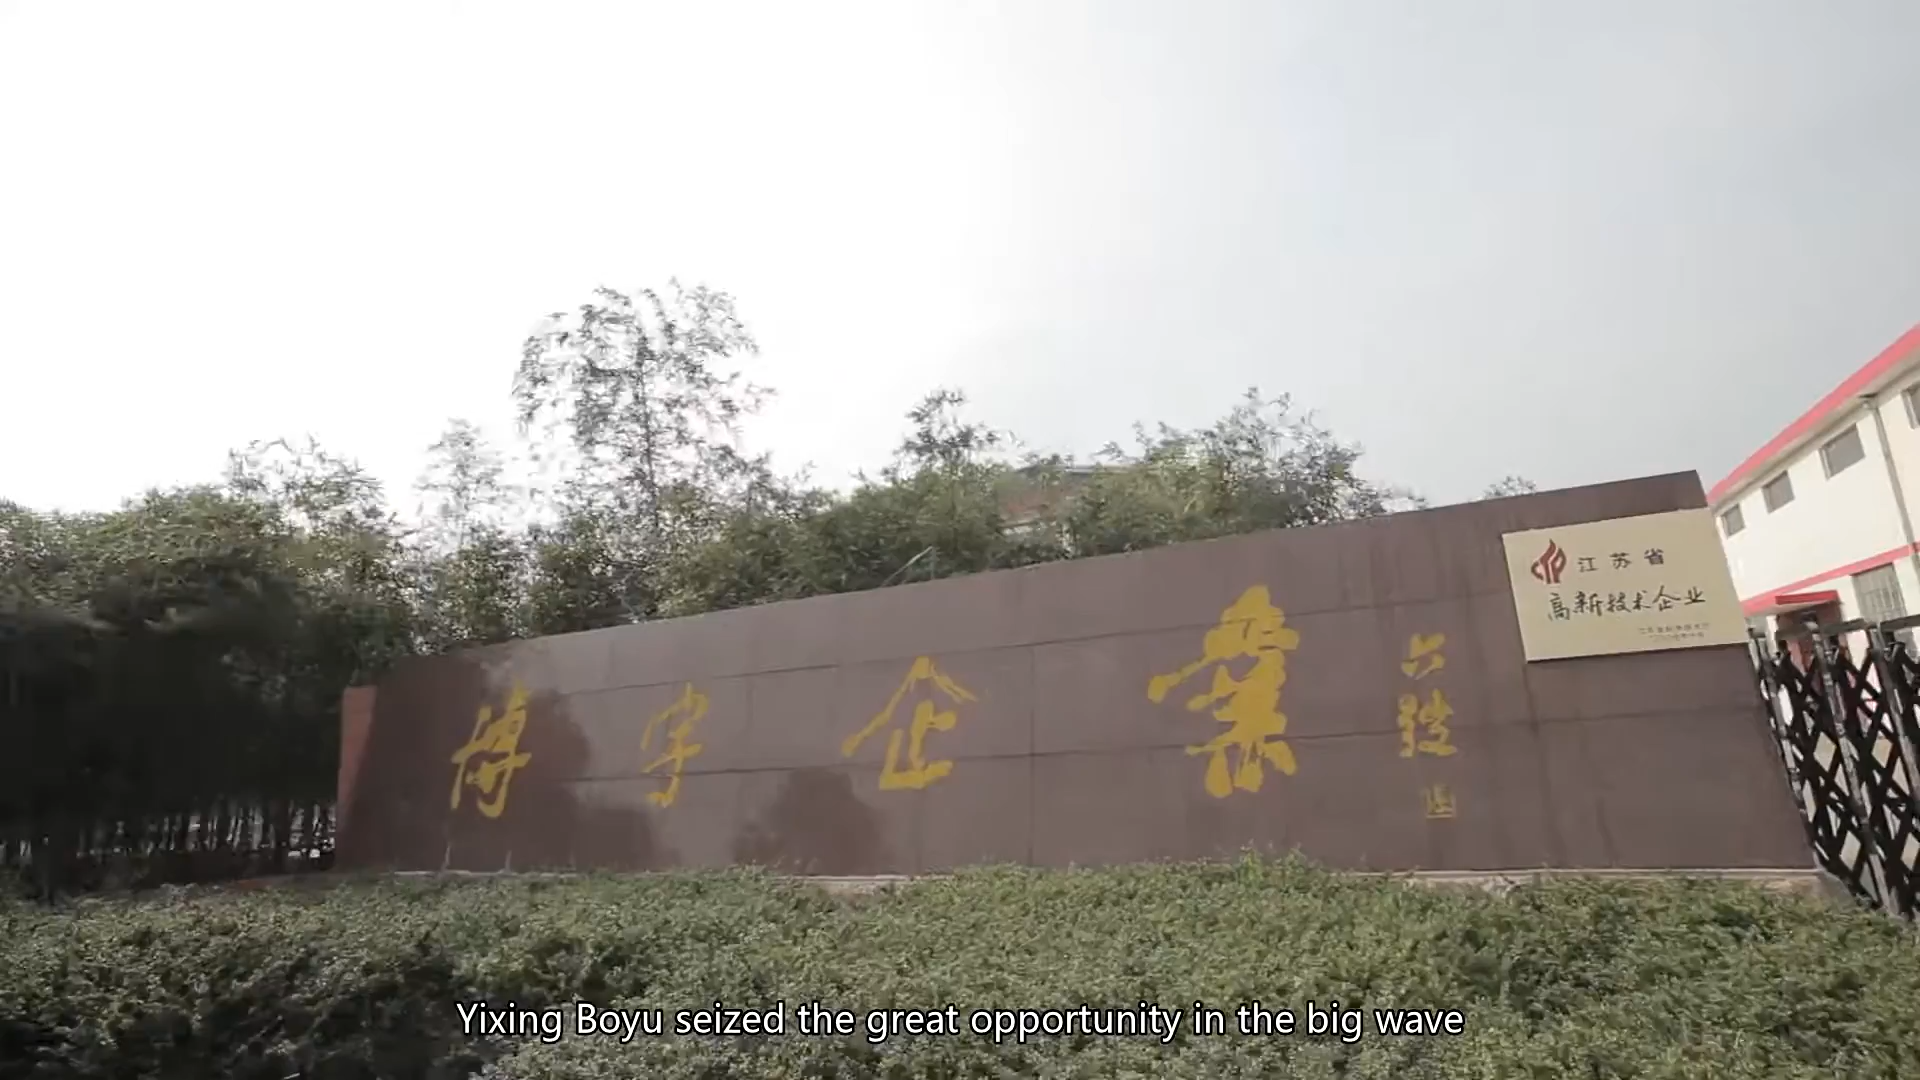 博宇企業
江苏省
高新技术企业
Yixing Boyu seized the great opportunity in the big wave